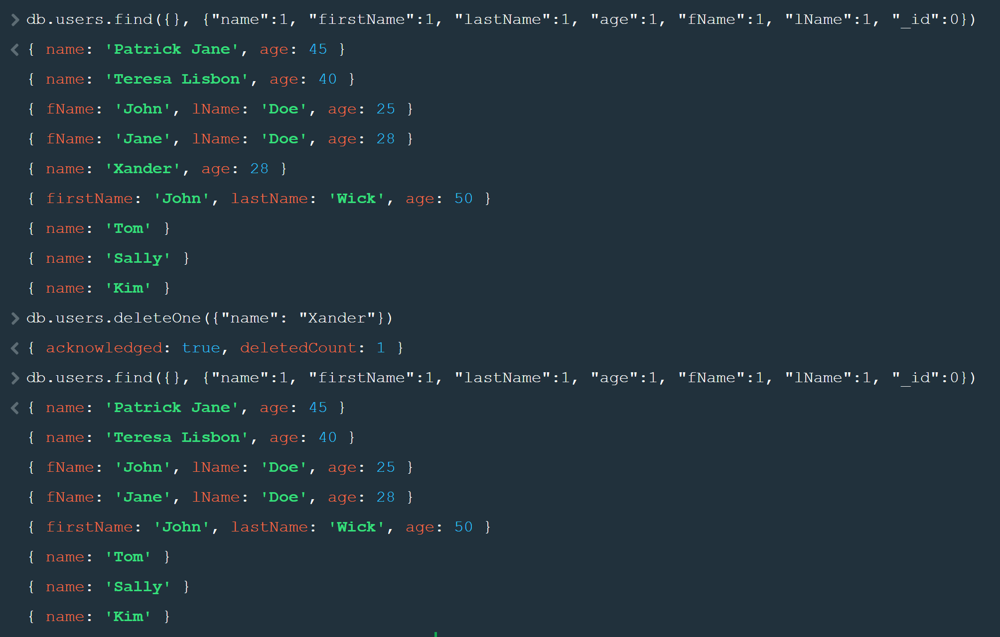 db.users.find({}, {"name":1, "firstName":1, "lastName":1, "age":1, "fName":1, "lName":1, "_id":0})
{ name: 'Patrick Jane', age: 45 }
{ name: 'Teresa Lisbon', age: 40 }
{ fName: 'John', lName: 'Doe', age: 25 }
{ fName: 'Jane', lName: 'Doe', age: 28 }
{ name: 'Xander', age: 28 }
{ firstName: 'John', lastName: 'Wick', age: 50 }
{ name: 'Tom' }
{ name: 'Sally' }
{ name: 'Kim' }
db.users.deleteOne({"name": "Xander"})
{ acknowledged: true, deletedCount: 1 }
db.users.find({}, {"name":1, "firstName":1, "lastName":1, "age":1, "fName":1, "lName":1, "_id":0})
{ name: 'Patrick Jane', age: 45 }
{ name: 'Teresa Lisbon', age: 40 }
{ fName: 'John', lName: 'Doe', age: 25 }
{ fName: 'Jane', lName: 'Doe', age: 28 }
{ firstName: 'John', lastName: 'Wick', age: 50 }
{ name: 'Tom' }
{ name: 'Sally' }
{ name: 'Kim' }